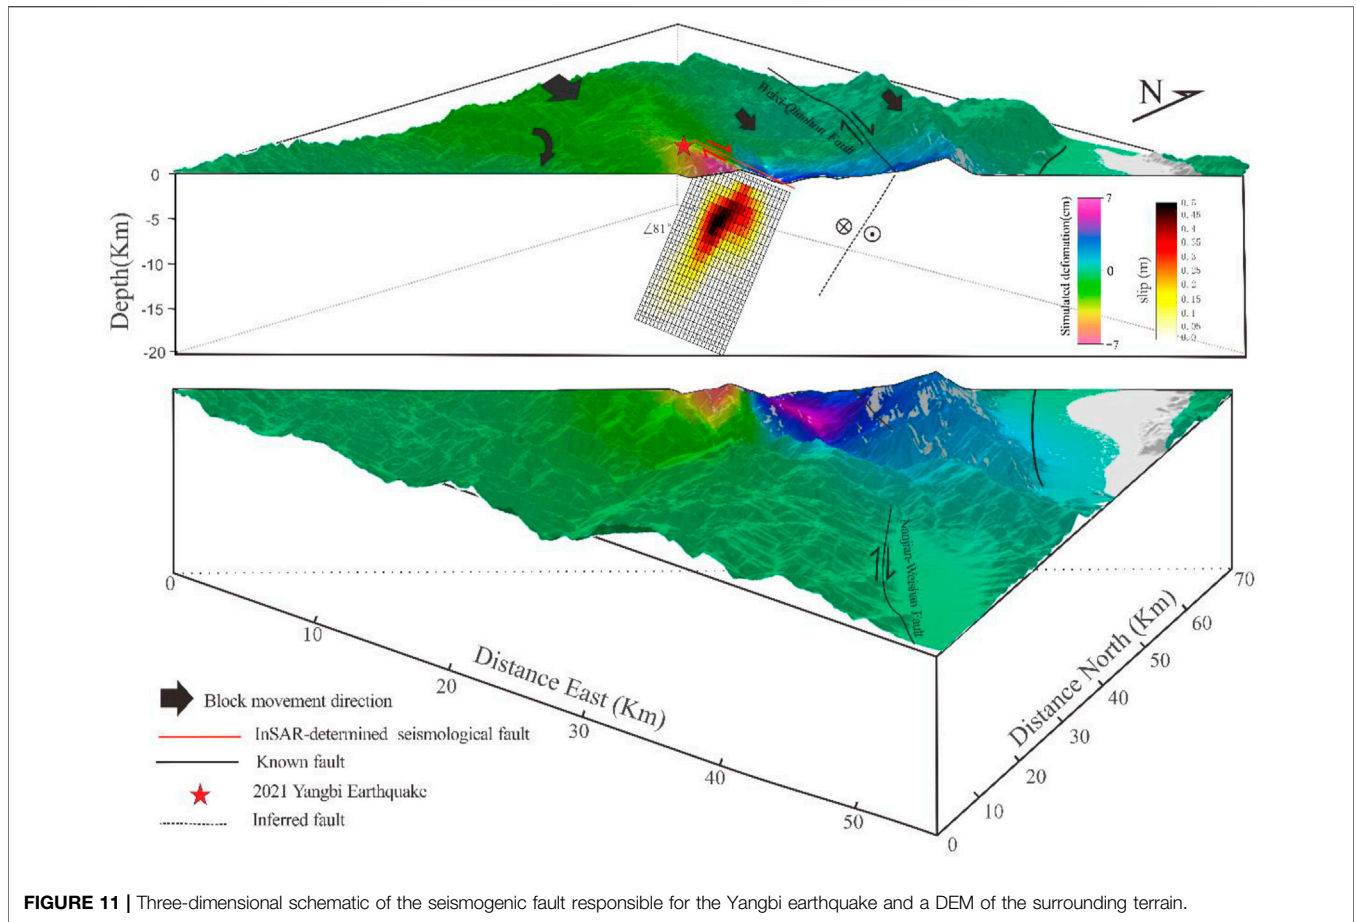 N
Weixi-Qiaohou Fault
0
-5
-10
-15
-20
Depth(Km)
∠81°
Simulated defomation(cm)
7
0
-7
slip (m)
0.5
0.45
0.4
0.35
0.3
0.25
0.2
0.15
0.1
0.05
0.0
Nanjian-Weishan Fault
0
10
20
30
40
50
Distance East (Km)
0
10
20
30
40
50
60
70
Distance North (Km)
Block movement direction
InSAR-determined seismological fault
Known fault
2021 Yangbi Earthquake
Inferred fault
FIGURE 11 | Three-dimensional schematic of the seismogenic fault responsible for the Yangbi earthquake and a DEM of the surrounding terrain.